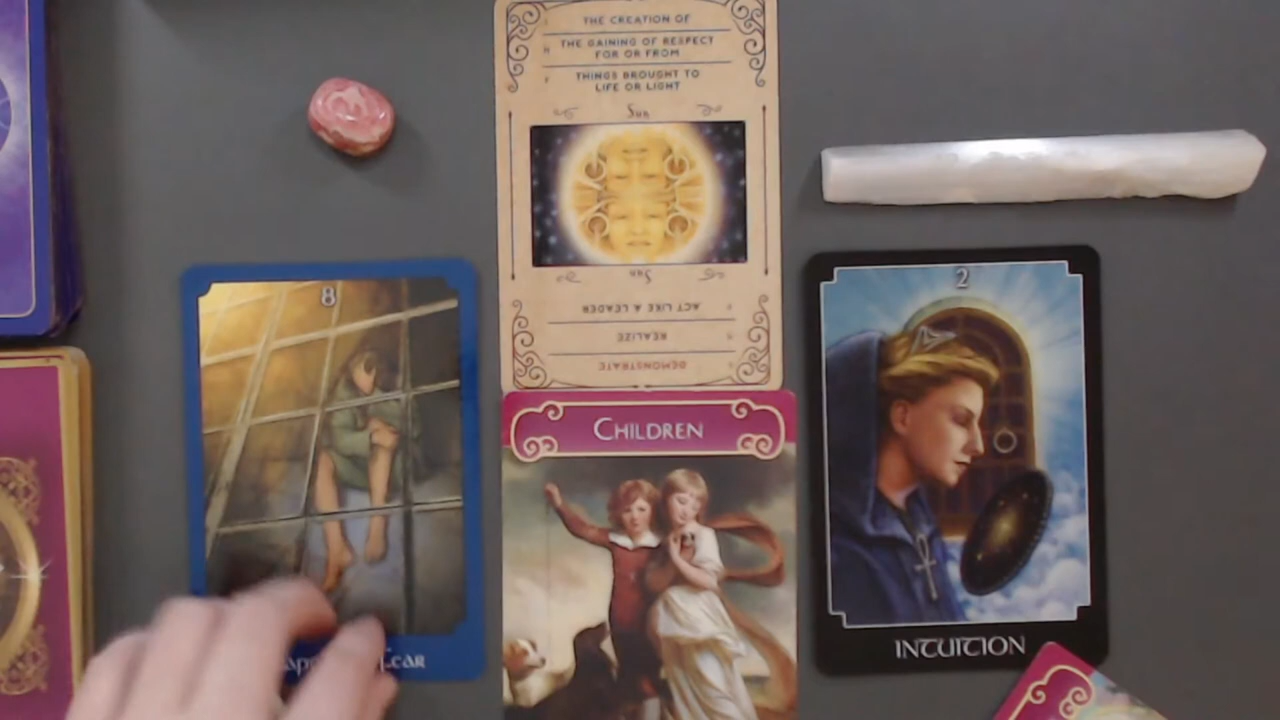 THE CREATION OF
THE GAINING OF RESPECT
FOR OR FROM
THINGS BROUGHT TO
LIFE OR LIGHT
Sun
Sun
ACT LIKE A LEADER
REALIZE
DEMONSTRATE
8
CHILDREN
2
INTUITION